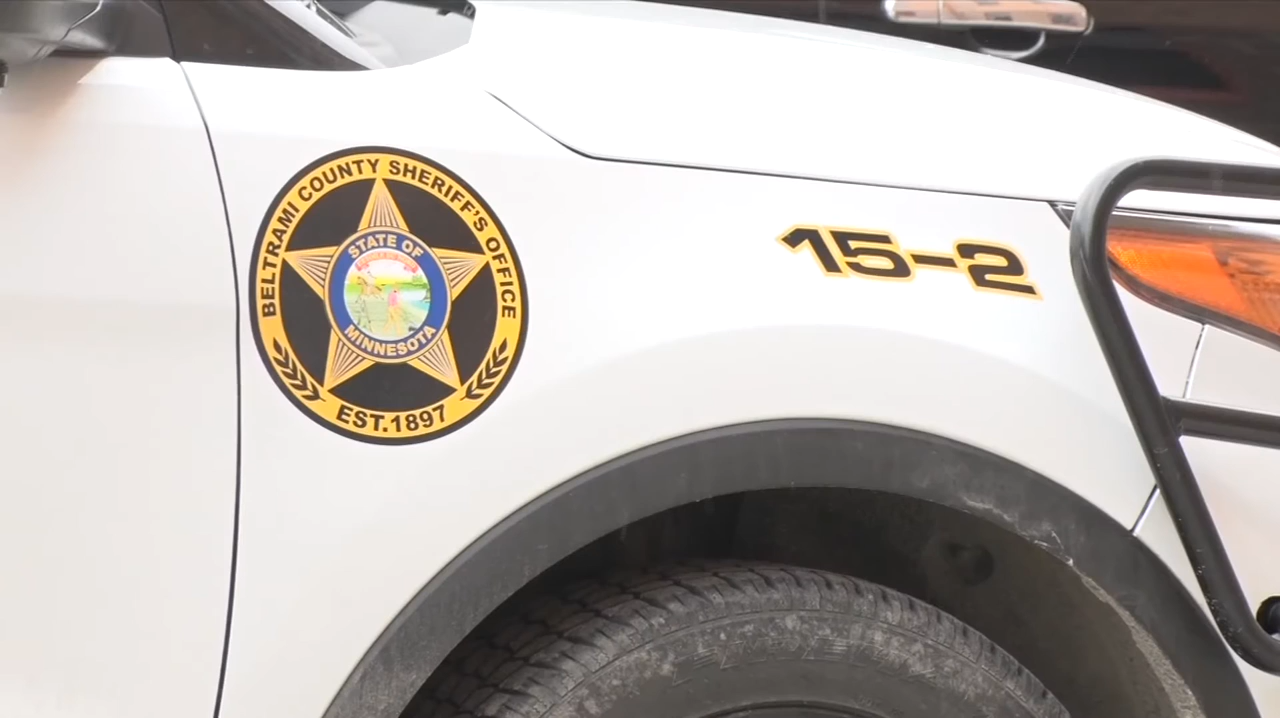 BELTRAMI COUNTY SHERIFF'S OFFICE
STATE OF
MINNESOTA
EST.1897
15-2